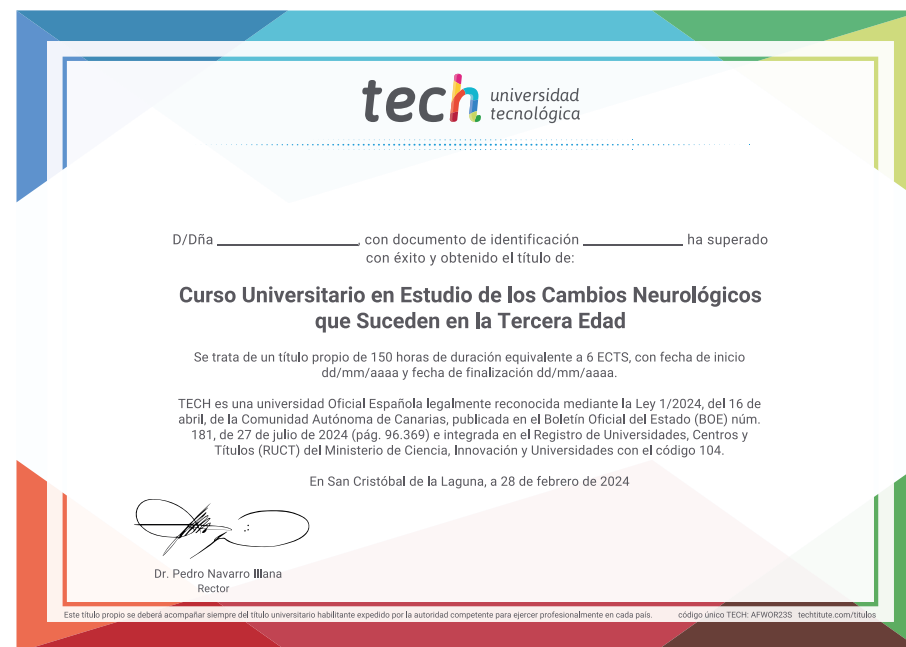 tech universidad
tecnológica
D/Dña ____________________, con documento de identificación ______________ ha superado
con éxito y obtenido el título de:
Curso Universitario en Estudio de los Cambios Neurológicos
que Suceden en la Tercera Edad
Se trata de un título propio de 150 horas de duración equivalente a 6 ECTS, con fecha de inicio
dd/mm/aaaa y fecha de finalización dd/mm/aaaa.
TECH es una universidad Oficial Española legalmente reconocida mediante la Ley 1/2024, del 16 de
abril, de la Comunidad Autónoma de Canarias, publicada en el Boletín Oficial del Estado (BOE) núm.
181, de 27 de julio de 2024 (pág. 96.369) e integrada en el Registro de Universidades, Centros y
Títulos (RUCT) del Ministerio de Ciencia, Innovación y Universidades con el código 104.
En San Cristóbal de la Laguna, a 28 de febrero de 2024
Dr. Pedro Navarro Illana
Rector
Este título propio se deberá acompañar siempre del título universitario habilitante expedido por la autoridad competente para ejercer profesionalmente en cada país. código único TECH: AFWOR23S techtitute.com/titulos